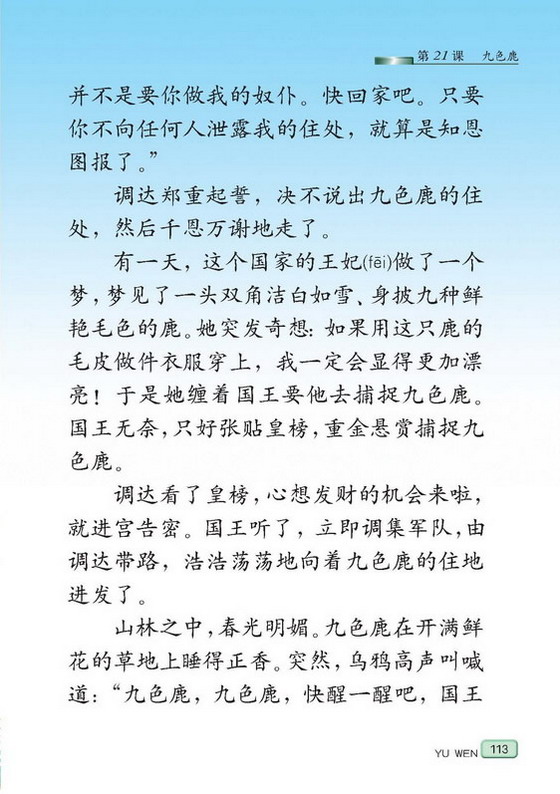 第21课 九色鹿
并不是要你做我的奴仆。快回家吧。只要
你不向任何人泄露我的住处，就算是知恩
图报了。”
调达郑重起誓，决不说出九色鹿的住
处，然后千恩万谢地走了。
有一天，这个国家的王妃(fēi)做了一个
梦，梦见了一头双角洁白如雪、身披九种鲜
艳毛色的鹿。她突发奇想：如果用这只鹿的
毛皮做件衣服穿上，我一定会显得更加漂
亮！于是她缠着国王要他去捕捉九色鹿。
国王无奈，只好张贴皇榜，重金悬赏捕捉九
色鹿。
调达看了皇榜，心想发财的机会来啦，
就进宫告密。国王听了，立即调集军队，由
调达带路，浩浩荡荡地向着九色鹿的住地
进发了。
山林之中，春光明媚。九色鹿在开满鲜
花的草地上睡得正香。突然，乌鸦高声叫喊
道：“九色鹿，九色鹿，快醒一醒吧，国王
YU WEN 113